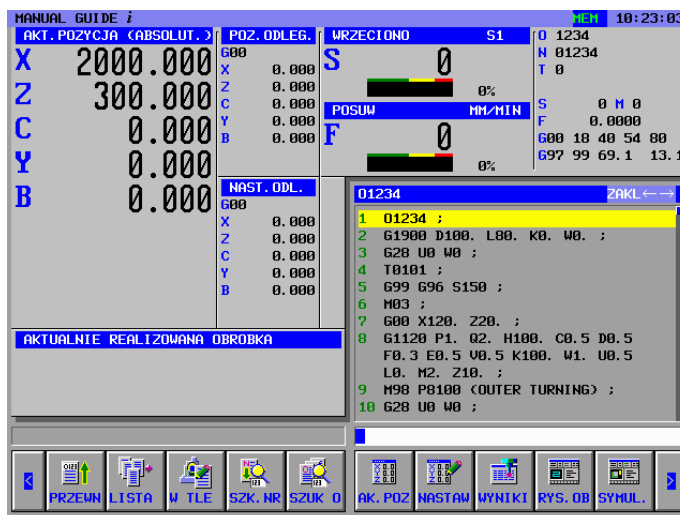 MANUAL GUIDE i MEM 10:23:03
AKT.POZYCJA (ABSOLUT.)
X 2000.000
Z 300.000
C 0.000
Y 0.000
B 0.000
POZ.ODLEG.
G00
X 0.000
Z 0.000
C 0.000
Y 0.000
B 0.000
NAST.ODL.
G00
X 0.000
Z 0.000
C 0.000
Y 0.000
B 0.000
WRZECIONO S1
S 0
0%
POSUW MM/MIN
F 0
0%
O 1234
N 01234
T 0
S 0 M 0
F 0.0000
G00 18 40 54 80
G97 99 69.1 13.1
AKTUALNIE REALIZOWANA OBROBKA
O1234 ZAKL←→
1 O1234 ;
2 G1900 D100. L80. K0. W0. ;
3 G28 U0 W0 ;
4 T0101 ;
5 G99 G96 S150 ;
6 M03 ;
7 G00 X120. Z20. ;
8 G1120 P1. Q2. H100. C0.5 D0.5
F0.3 E0.5 V0.5 K100. W1. U0.5
L0. M2. Z10. ;
9 M98 P8100 (OUTER TURNING) ;
10 G28 U0 W0 ;
< PRZEWN LISTA W TLE SZK.NR SZUK O AK.POZ NASTAW WYNIKI RYS.OB SYMUL. >